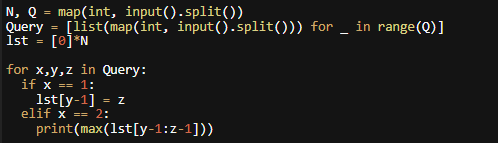 N, Q = map(int, input().split())
Query = [list(map(int, input().split())) for _ in range(Q)]
lst = [0]*N

for x,y,z in Query:
  if x == 1:
    lst[y-1] = z
  elif x == 2:
    print(max(lst[y-1:z-1]))